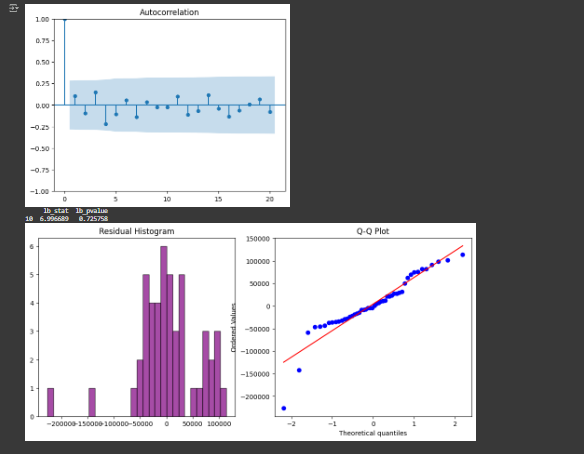 Autocorrelation
1.00
0.75
0.50
0.25
0.00
−0.25
−0.50
−0.75
−1.00
0 5 10 15 20
lb_stat lb_pvalue
10 6.996689 0.725758
Residual Histogram
6
5
4
3
2
1
0
−200000−150000−100000−50000 0 50000 100000
Q-Q Plot
Ordered Values
150000
100000
50000
0
−50000
−100000
−150000
−200000
−2 −1 0 1 2
Theoretical quantiles